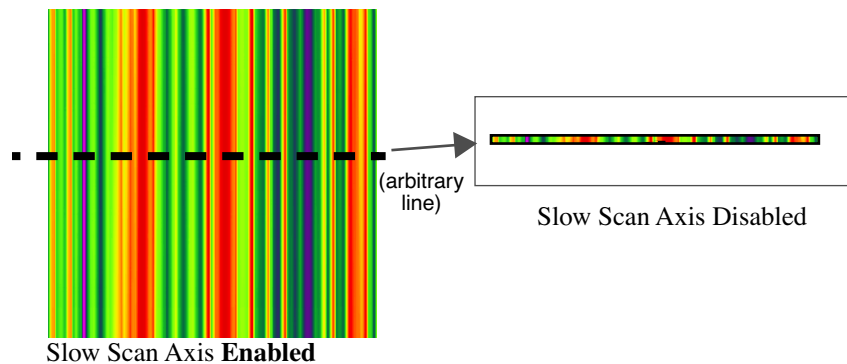 (arbitrary
line)
Slow Scan Axis Disabled
Slow Scan Axis Enabled